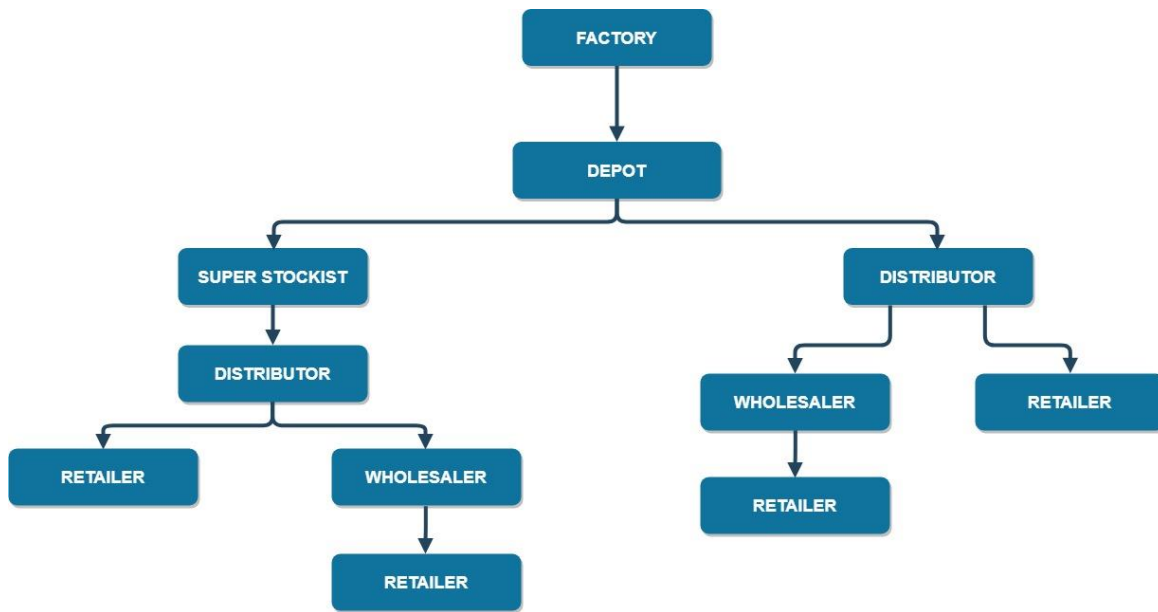 FACTORY
DEPOT
SUPER STOCKIST
DISTRIBUTOR
DISTRIBUTOR
WHOLESALER
RETAILER
RETAILER
WHOLESALER
RETAILER
RETAILER